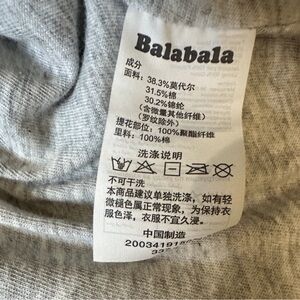 Balabala
成分
面料：38.3%莫代尔
31.5%棉
30.2%锦纶
（含微量其他纤维）
（罗纹除外）
提花部位：100%聚酯纤维
里料：100%棉
洗涤说明
不可干洗
本商品建议单独洗涤，如有轻
微褪色属正常现象，为保持衣
服色泽，衣服不宜久浸。
中国制造